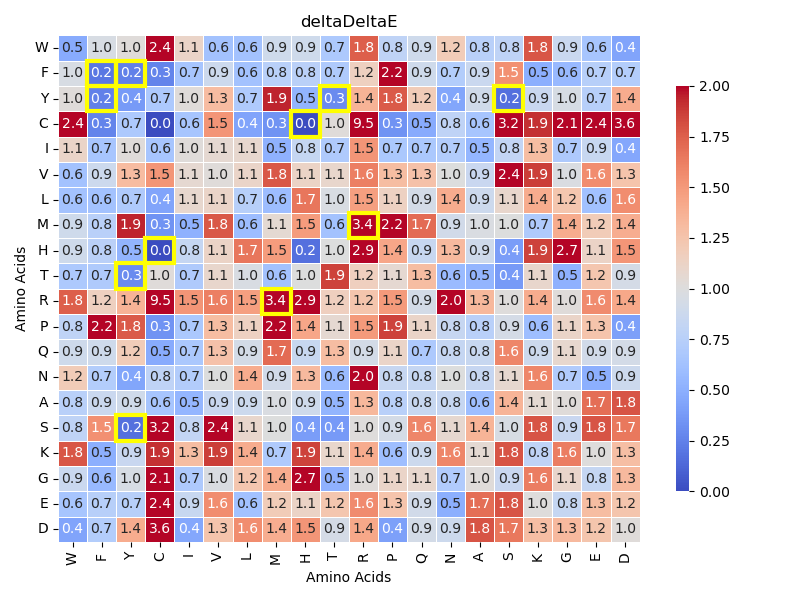 deltaDeltaE
W 0.5 1.0 1.0 2.4 1.1 0.6 0.6 0.9 0.9 0.7 1.8 0.8 0.9 1.2 0.8 0.8 1.8 0.9 0.6 0.4
F 1.0 0.2 0.2 0.3 0.7 0.9 0.6 0.8 0.8 0.7 1.2 2.2 0.9 0.7 0.9 1.5 0.5 0.6 0.7 0.7
Y 1.0 0.2 0.4 0.7 1.0 1.3 0.7 1.9 0.5 0.3 1.4 1.8 1.2 0.4 0.9 0.2 0.9 1.0 0.7 1.4
C 2.4 0.3 0.7 0.0 0.6 1.5 0.4 0.3 0.0 1.0 9.5 0.3 0.5 0.8 0.6 3.2 1.9 2.1 2.4 3.6
I 1.1 0.7 1.0 0.6 1.0 1.1 1.1 0.5 0.8 0.7 1.5 0.7 0.7 0.7 0.5 0.8 1.3 0.7 0.9 0.4
V 0.6 0.9 1.3 1.5 1.1 1.0 1.1 1.8 1.1 1.1 1.6 1.3 1.3 1.0 0.9 2.4 1.9 1.0 1.6 1.3
L 0.6 0.6 0.7 0.4 1.1 1.1 0.7 0.6 1.7 1.0 1.5 1.1 0.9 1.4 0.9 1.1 1.4 1.2 0.6 1.6
M 0.9 0.8 1.9 0.3 0.5 1.8 0.6 1.1 1.5 0.6 3.4 2.2 1.7 0.9 1.0 1.0 0.7 1.4 1.2 1.4
H 0.9 0.8 0.5 0.0 0.8 1.1 1.7 1.5 0.2 1.0 2.9 1.4 0.9 1.3 0.9 0.4 1.9 2.7 1.1 1.5
T 0.7 0.7 0.3 1.0 0.7 1.1 1.0 0.6 1.0 1.9 1.2 1.1 1.3 0.6 0.5 0.4 1.1 0.5 1.2 0.9
R 1.8 1.2 1.4 9.5 1.5 1.6 1.5 3.4 2.9 1.2 1.2 1.5 0.9 2.0 1.3 1.0 1.4 1.0 1.6 1.4
P 0.8 2.2 1.8 0.3 0.7 1.3 1.1 2.2 1.4 1.1 1.5 1.9 1.1 0.8 0.8 0.9 0.6 1.1 1.3 0.4
Q 0.9 0.9 1.2 0.5 0.7 1.3 0.9 1.7 0.9 1.3 0.9 1.1 0.7 0.8 0.8 1.6 0.9 1.1 0.9 0.9
N 1.2 0.7 0.4 0.8 0.7 1.0 1.4 0.9 1.3 0.6 2.0 0.8 0.8 1.0 0.8 1.1 1.6 0.7 0.5 0.9
A 0.8 0.9 0.9 0.6 0.5 0.9 0.9 1.0 0.9 0.5 1.3 0.8 0.8 0.8 0.6 1.4 1.1 1.0 1.7 1.8
S 0.8 1.5 0.2 3.2 0.8 2.4 1.1 1.0 0.4 0.4 1.0 0.9 1.6 1.1 1.4 1.0 1.8 0.9 1.8 1.7
K 1.8 0.5 0.9 1.9 1.3 1.9 1.4 0.7 1.9 1.1 1.4 0.6 0.9 1.6 1.1 1.8 0.8 1.6 1.0 1.3
G 0.9 0.6 1.0 2.1 0.7 1.0 1.2 1.4 2.7 0.5 1.0 1.1 1.1 0.7 1.0 0.9 1.6 1.1 0.8 1.3
E 0.6 0.7 0.7 2.4 0.9 1.6 0.6 1.2 1.1 1.2 1.6 1.3 0.9 0.5 1.7 1.8 1.0 0.8 1.3 1.2
D 0.4 0.7 1.4 3.6 0.4 1.3 1.6 1.4 1.5 0.9 1.4 0.4 0.9 0.9 1.8 1.7 1.3 1.3 1.2 1.0
W F Y C I V L M H T R P Q N A S K G E D
Amino Acids
Amino Acids
2.00
1.75
1.50
1.25
1.00
0.75
0.50
0.25
0.00